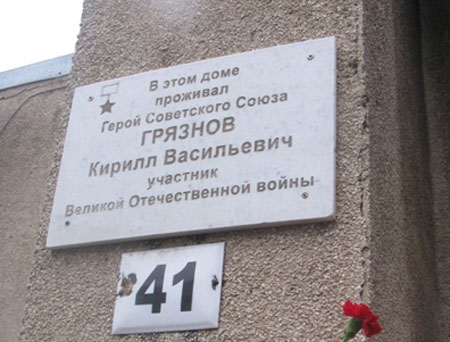 В этом доме
проживал
Герой Советского Союза
ГРЯЗНОВ
Кирилл Васильевич
участник
Великой Отечественной войны
41